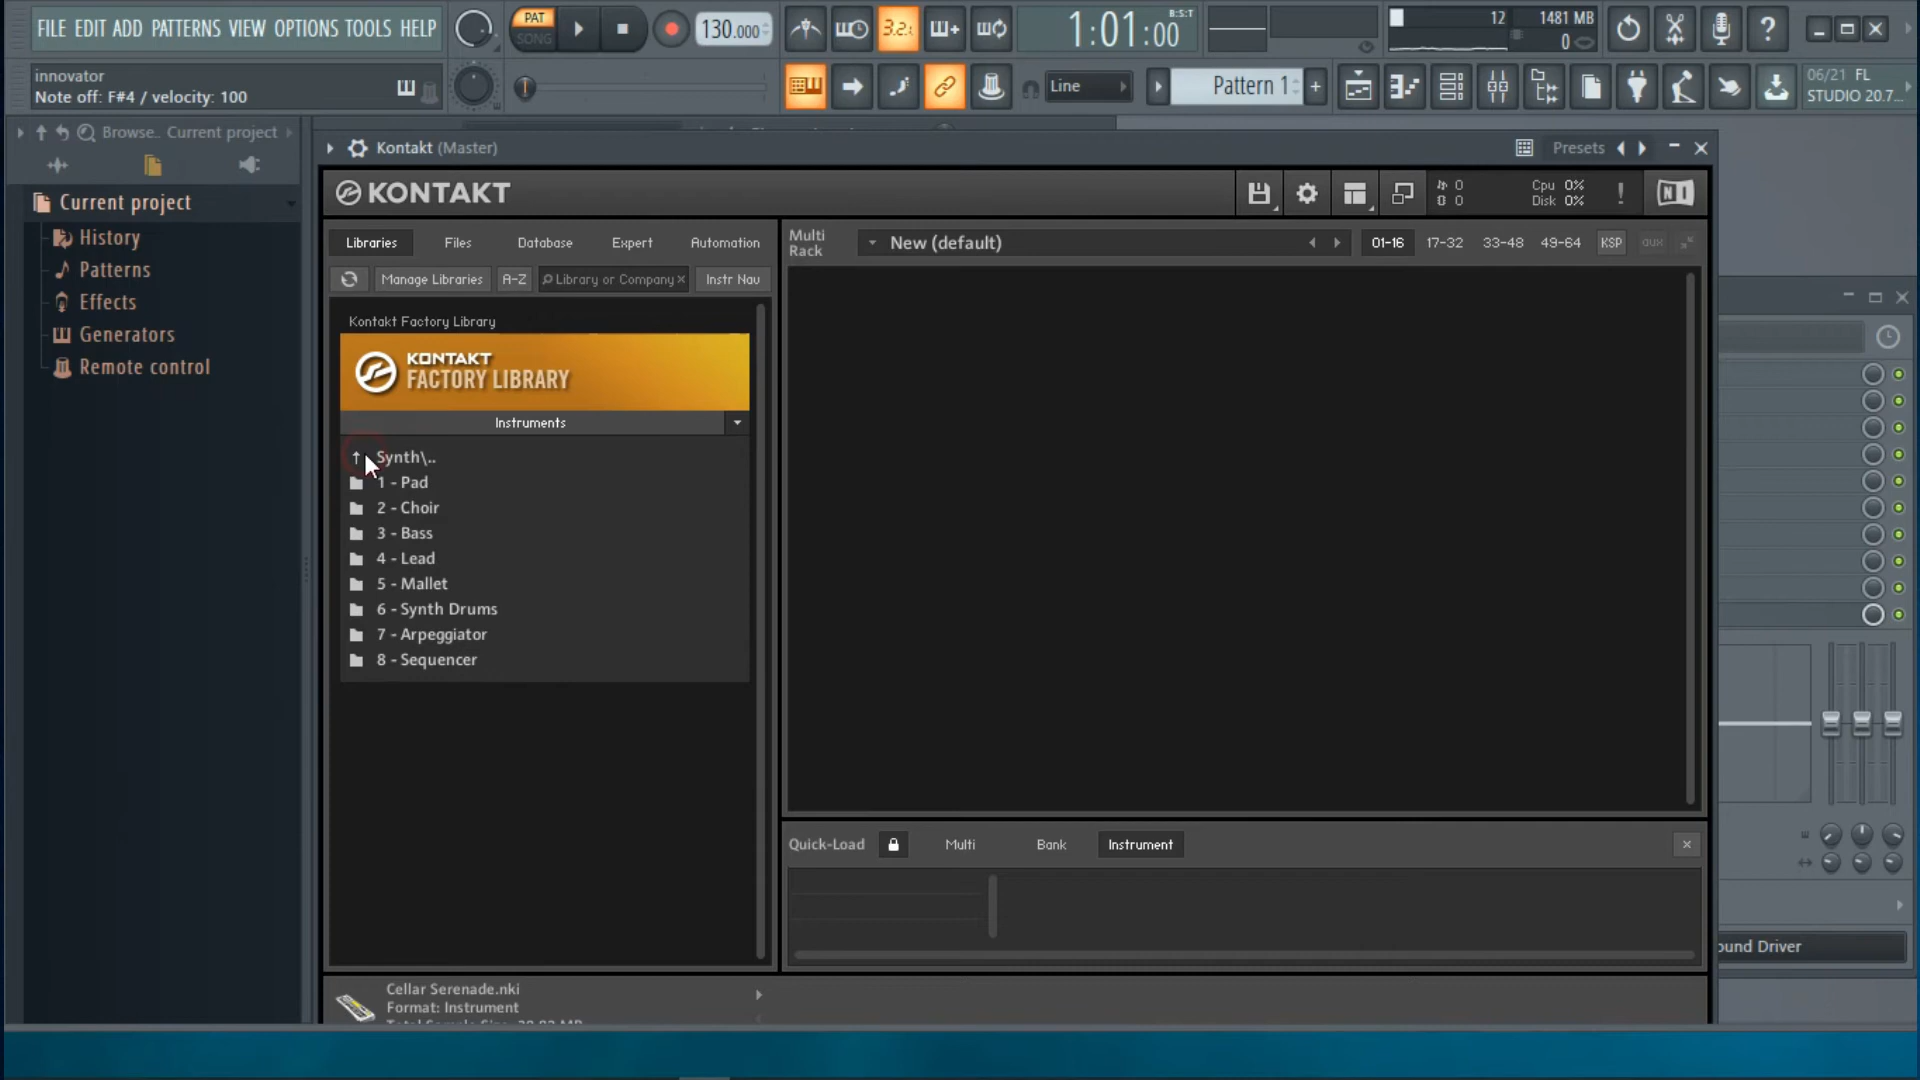 FILE EDIT ADD PATTERNS VIEW OPTIONS TOOLS HELP
PAT
SONG
130.000
3.2.
1:01:00
B:S:T
12
1481 MB
0
innovator
Note off: F#4 / velocity: 100
Line
Pattern 1
06/21 FL
STUDIO 20.7...
Browse.. Current project
Current project
History
Patterns
Effects
Generators
Remote control
Kontakt (Master)
Presets
KONTAKT
0
0
Cpu 0%
Disk 0%
!
NI
Libraries
Files
Database
Expert
Automation
Manage Libraries
A-Z
Library or Company
Instr Nav
Kontakt Factory Library
KONTAKT
FACTORY LIBRARY
Instruments
Synth\..
1 - Pad
2 - Choir
3 - Bass
4 - Lead
5 - Mallet
6 - Synth Drums
7 - Arpeggiator
8 - Sequencer
Multi
Rack
New (default)
01-16
17-32
33-48
49-64
KSP
aux
Quick-Load
Multi
Bank
Instrument
Cellar Serenade.nki
Format: Instrument
ound Driver